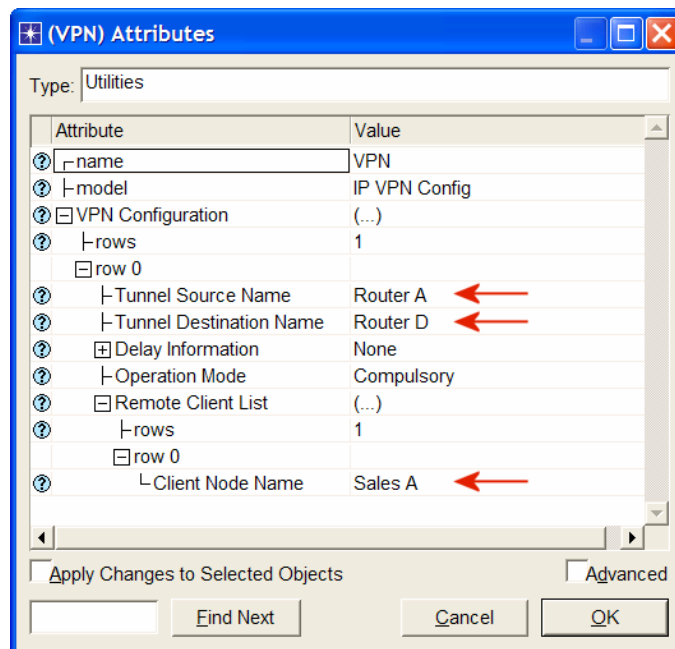 (VPN) Attributes
Type: Utilities
Attribute Value
name VPN
model IP VPN Config
VPN Configuration (...)
rows 1
row 0
Tunnel Source Name Router A
Tunnel Destination Name Router D
Delay Information None
Operation Mode Compulsory
Remote Client List (...)
rows 1
row 0
Client Node Name Sales A
Apply Changes to Selected Objects Advanced
Find Next Cancel OK